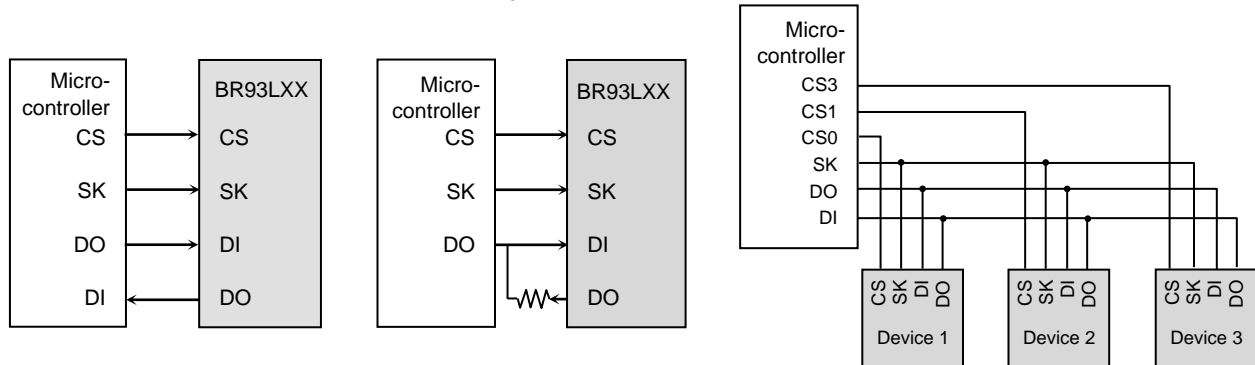 Micro-
controller
CS
SK
DO
DI
BR93LXX
CS
SK
DI
DO
Micro-
controller
CS
SK
DO
BR93LXX
CS
SK
DI
DO
Micro-
controller
CS3
CS1
CS0
SK
DO
DI
CS
SK
DI
DO
Device 1
CS
SK
DI
DO
Device 2
CS
SK
DI
DO
Device 3